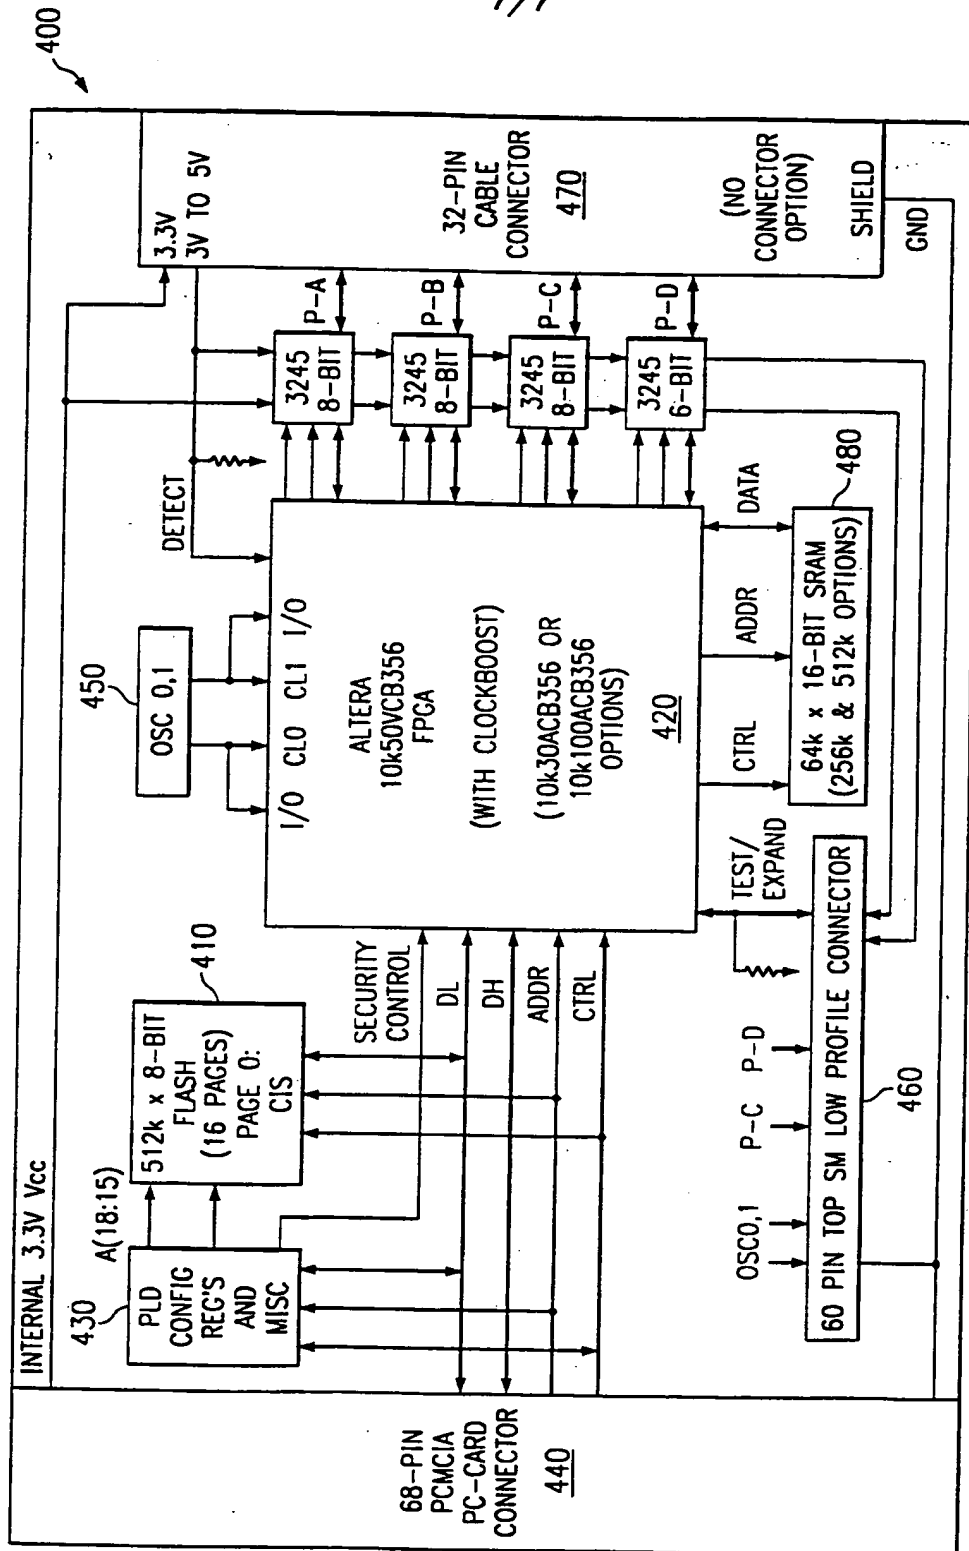 400
INTERNAL 3.3V Vcc
68-PIN
PCMCIA
PC-CARD
CONNECTOR
440
430
PLD
CONFIG
REG'S
AND
MISC
A(18:15)
410
512k x 8-BIT
FLASH
(16 PAGES)
PAGE 0:
CIS
SECURITY
CONTROL
DL
DH
ADDR
CTRL
450
OSC 0,1
I/O
CL0
CL1
I/O
DETECT
ALTERA
10k50VCB356
FPGA
(WITH CLOCKBOOST)
(10k30ACB356 OR
10k100ACB356
OPTIONS)
420
3245
8-BIT
3245
8-BIT
3245
8-BIT
3245
6-BIT
P-A
P-B
P-C
P-D
3.3V
3V TO 5V
32-PIN
CABLE
CONNECTOR
470
(NO
CONNECTOR
OPTION)
SHIELD
GND
OSC0,1
P-C
P-D
TEST/
EXPAND
CTRL
ADDR
DATA
60 PIN TOP SM LOW PROFILE CONNECTOR
460
64k x 16-BIT SRAM
(256k & 512k OPTIONS)
480